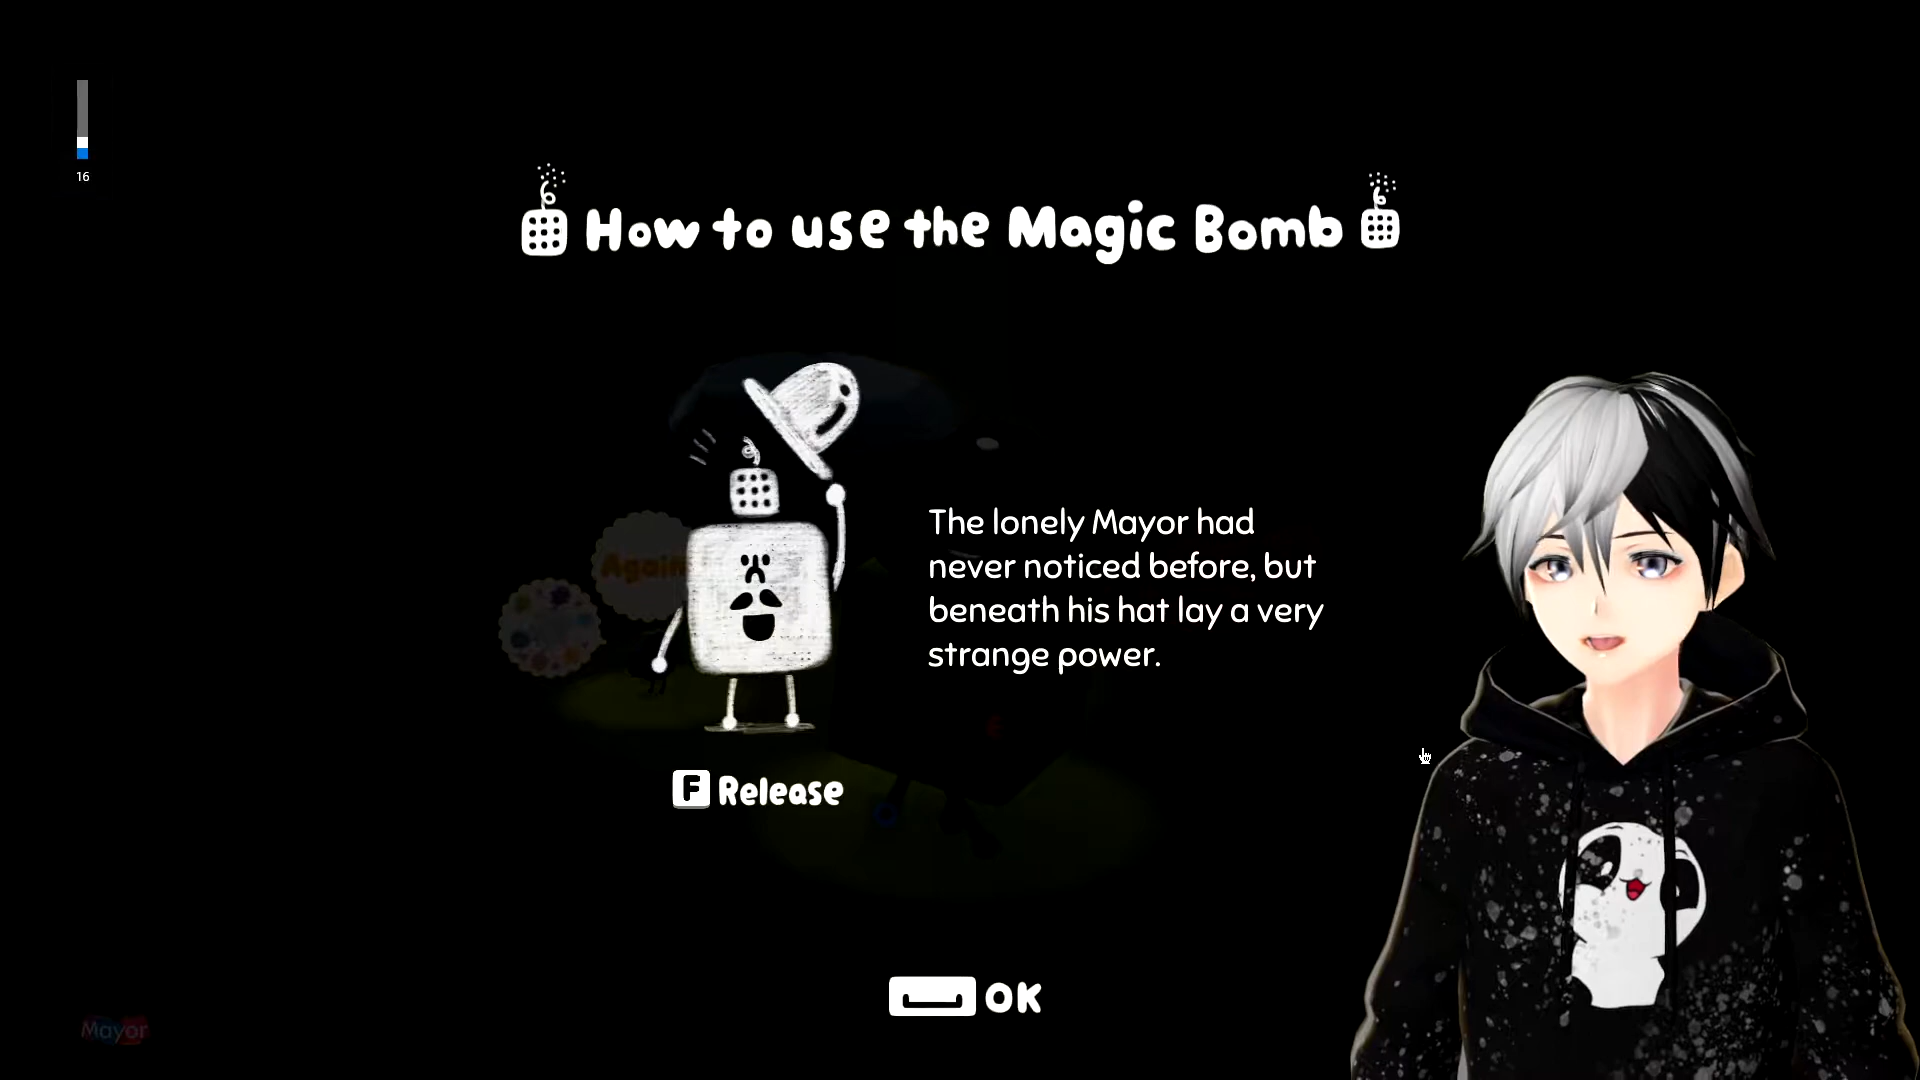 16
How to use the Magic Bomb
Again
The lonely Mayor had
never noticed before, but
beneath his hat lay a very
strange power.
F Release
OK
Mayor